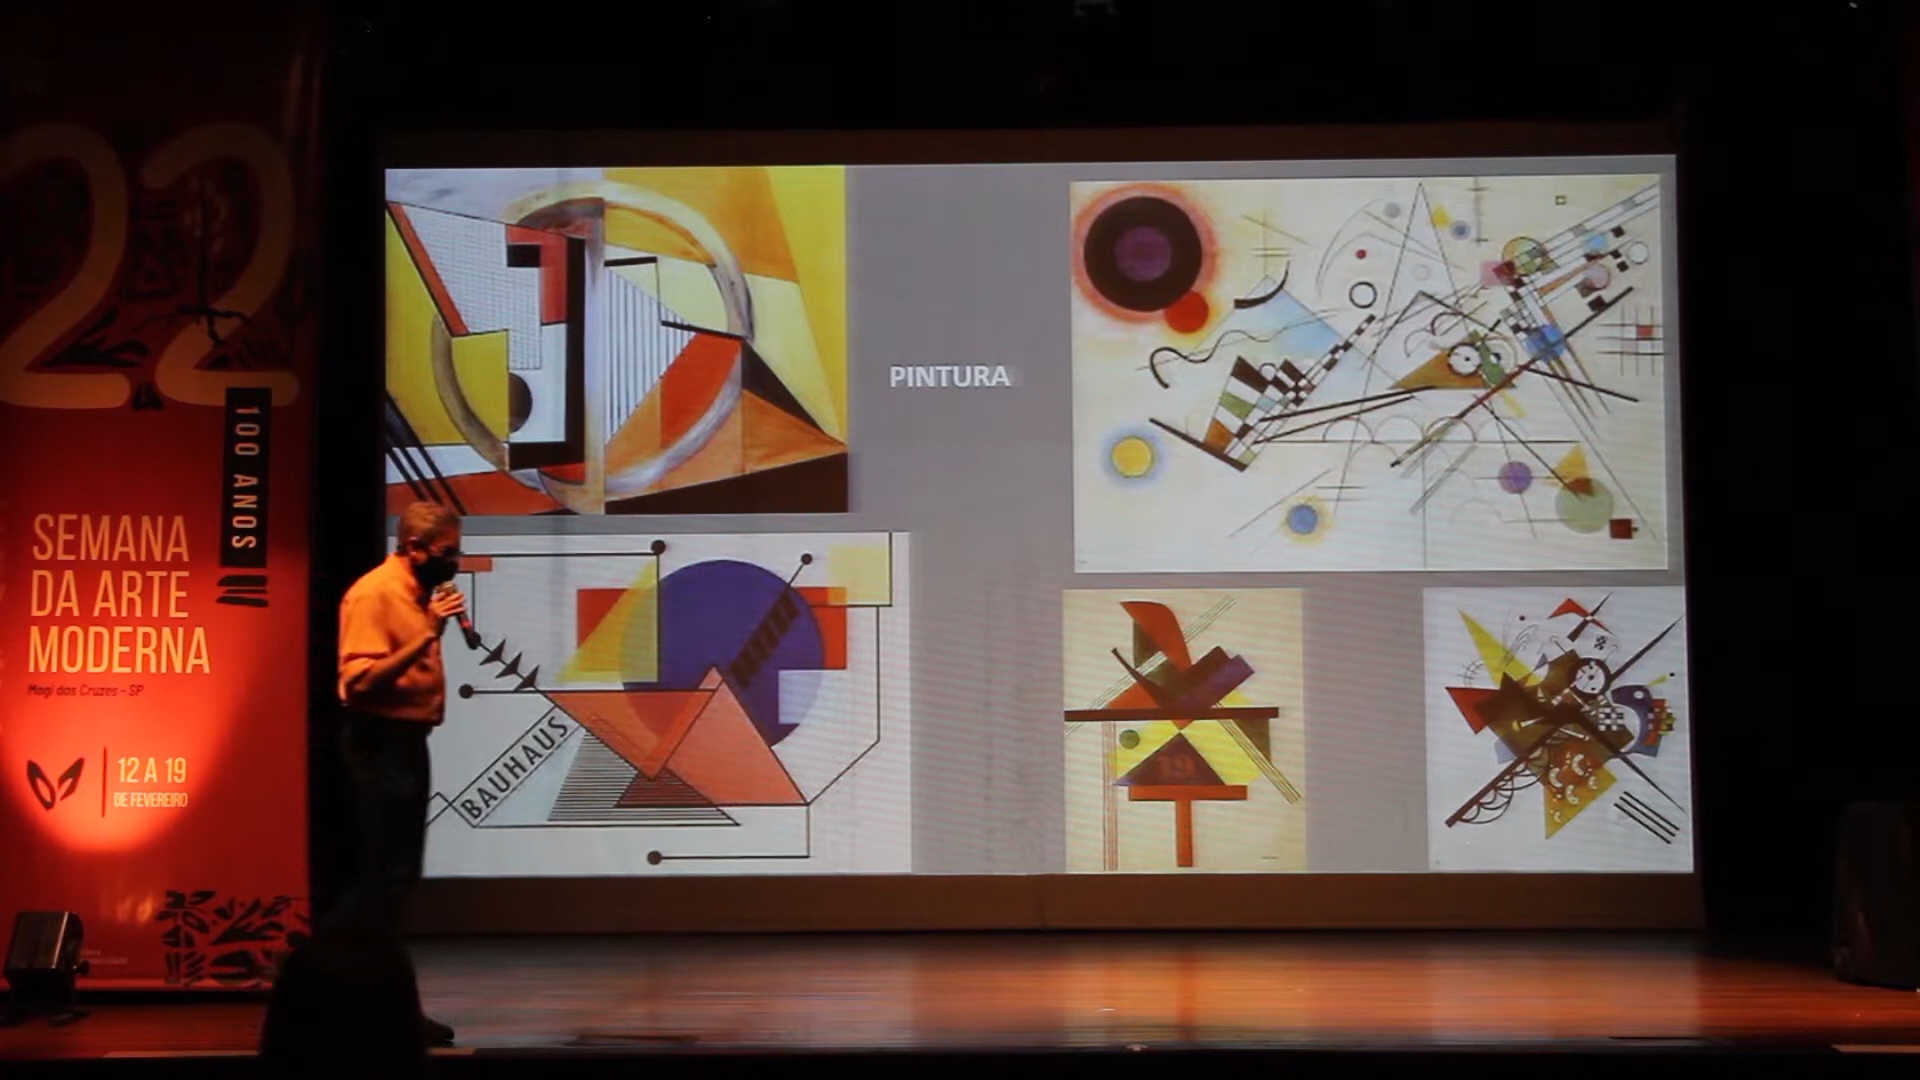 22
100 ANOS
SEMANA
DA ARTE
MODERNA
Mogi das Cruzes - SP
12 A 19
DE FEVEREIRO
PINTURA
BAUHAUS
19